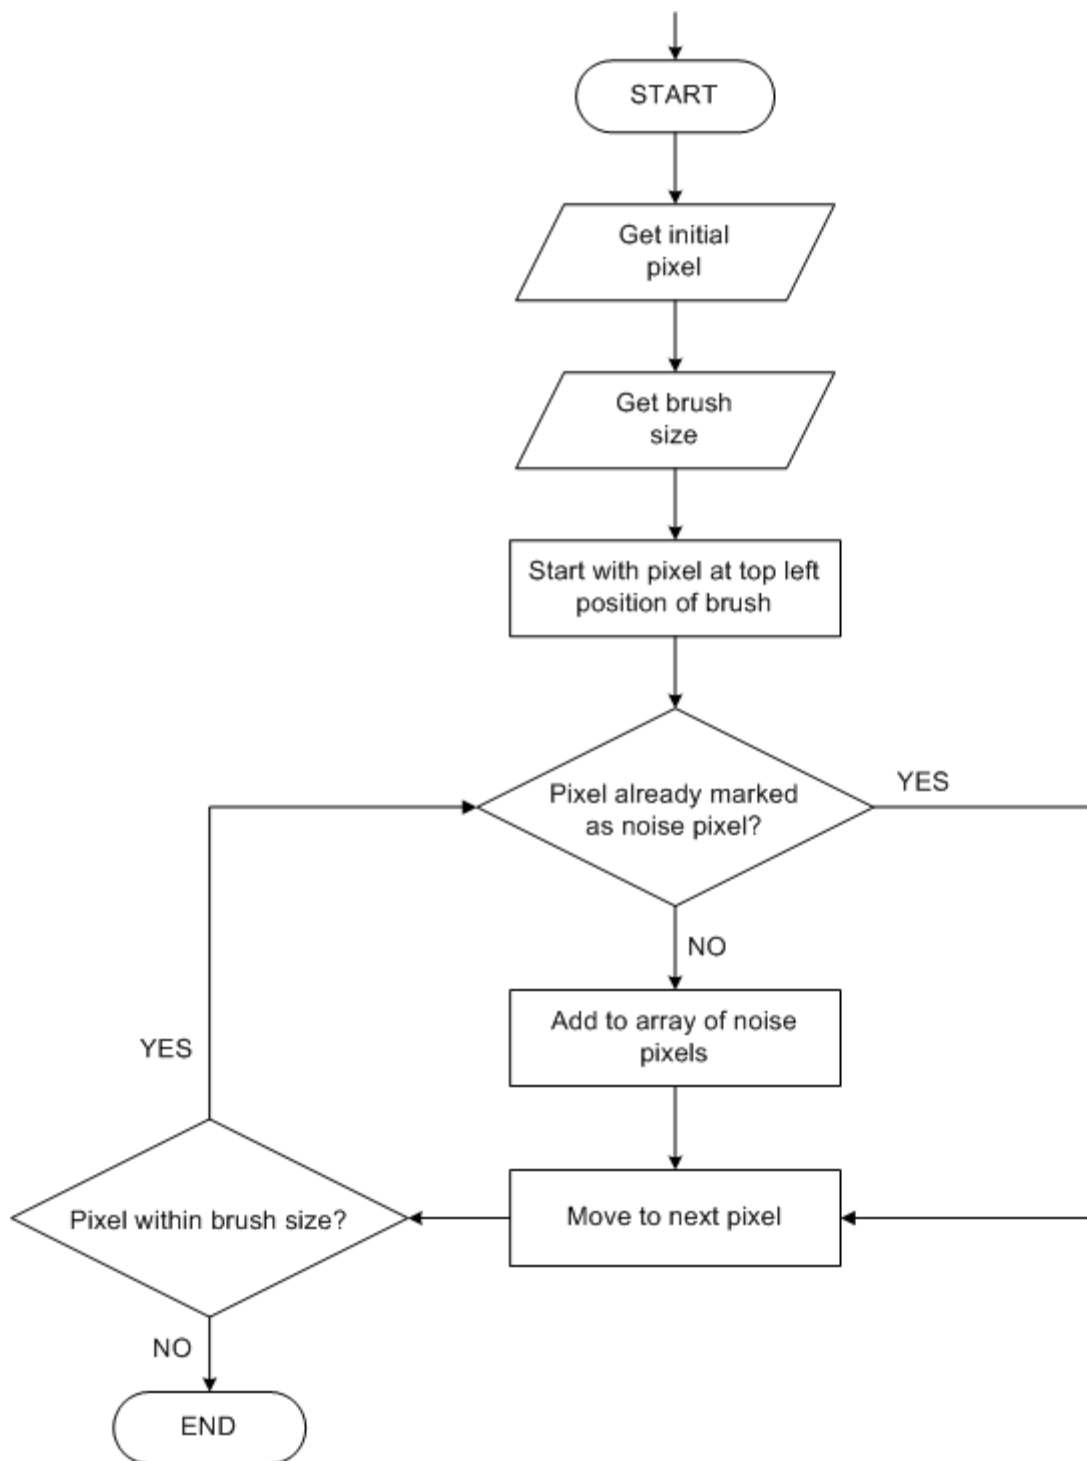 START
Get initial
pixel
Get brush
size
Start with pixel at top left
position of brush
Pixel already marked
as noise pixel?
YES
NO
Add to array of noise
pixels
YES
Move to next pixel
Pixel within brush size?
NO
END